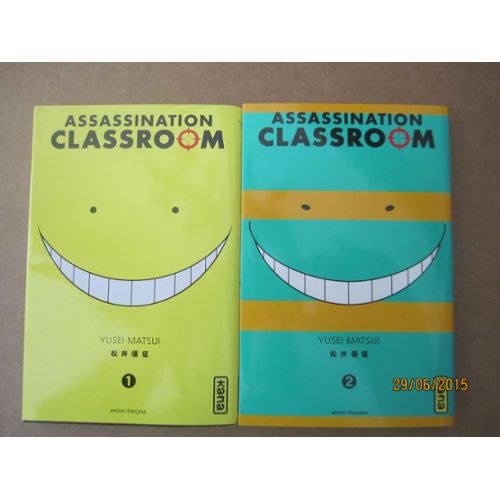 ASSASSINATION
CLASSROOM
YUSEI MATSUI
松井優征
1
kana
version française
ASSASSINATION
CLASSROOM
YUSEI MATSUI
松井優征
2
kana
version française
29/06/2015